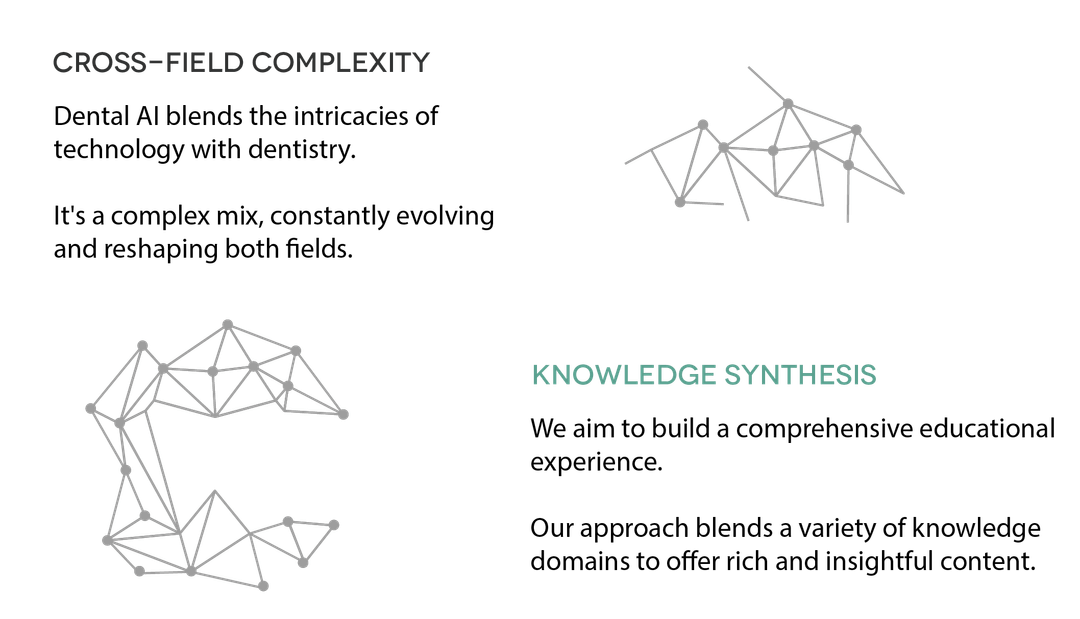 CROSS-FIELD COMPLEXITY
Dental AI blends the intricacies of
technology with dentistry.
It's a complex mix, constantly evolving
and reshaping both fields.
KNOWLEDGE SYNTHESIS
We aim to build a comprehensive educational
experience.
Our approach blends a variety of knowledge
domains to offer rich and insightful content.